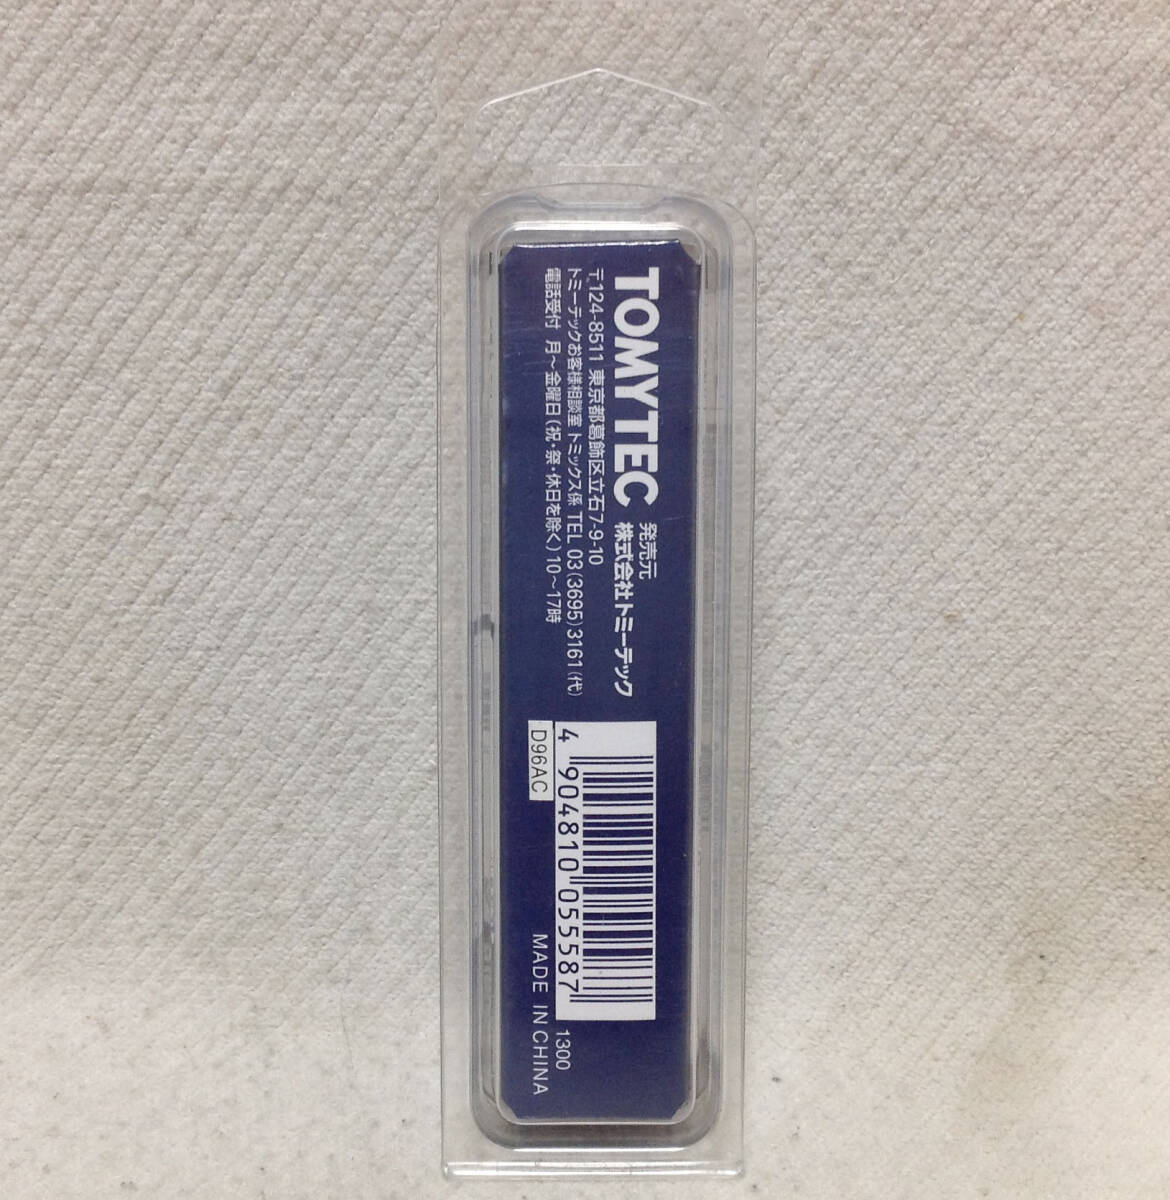 TOMYTEC 発売元
株式会社トミーテック
〒124-8511 東京都葛飾区立石7-9-10
トミーテックお客様相談室 トミックス係 TEL 03(3695)3161(代)
電話受付 月〜金曜日(祝・祭・休日を除く)10〜17時
4 904810 055587
D96AC
1300
MADE IN CHINA